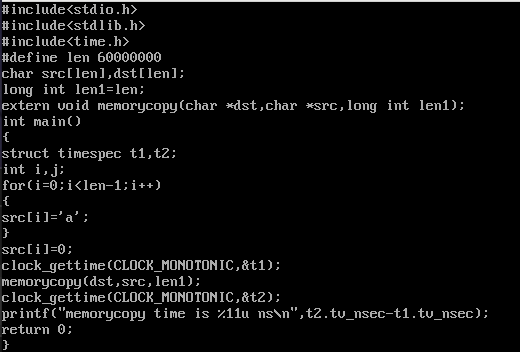 #include<stdio.h>
#include<stdlib.h>
#include<time.h>
#define len 60000000
char src[len],dst[len];
long int len1=len;
extern void memorycopy(char *dst,char *src,long int len1);
int main()
{
struct timespec t1,t2;
int i,j;
for(i=0;i<len-1;i++)
{
src[i]='a';
}
src[i]=0;
clock_gettime(CLOCK_MONOTONIC,&t1);
memorycopy(dst,src,len1);
clock_gettime(CLOCK_MONOTONIC,&t2);
printf("memorycopy time is %11u ns\n",t2.tv_nsec-t1.tv_nsec);
return 0;
}